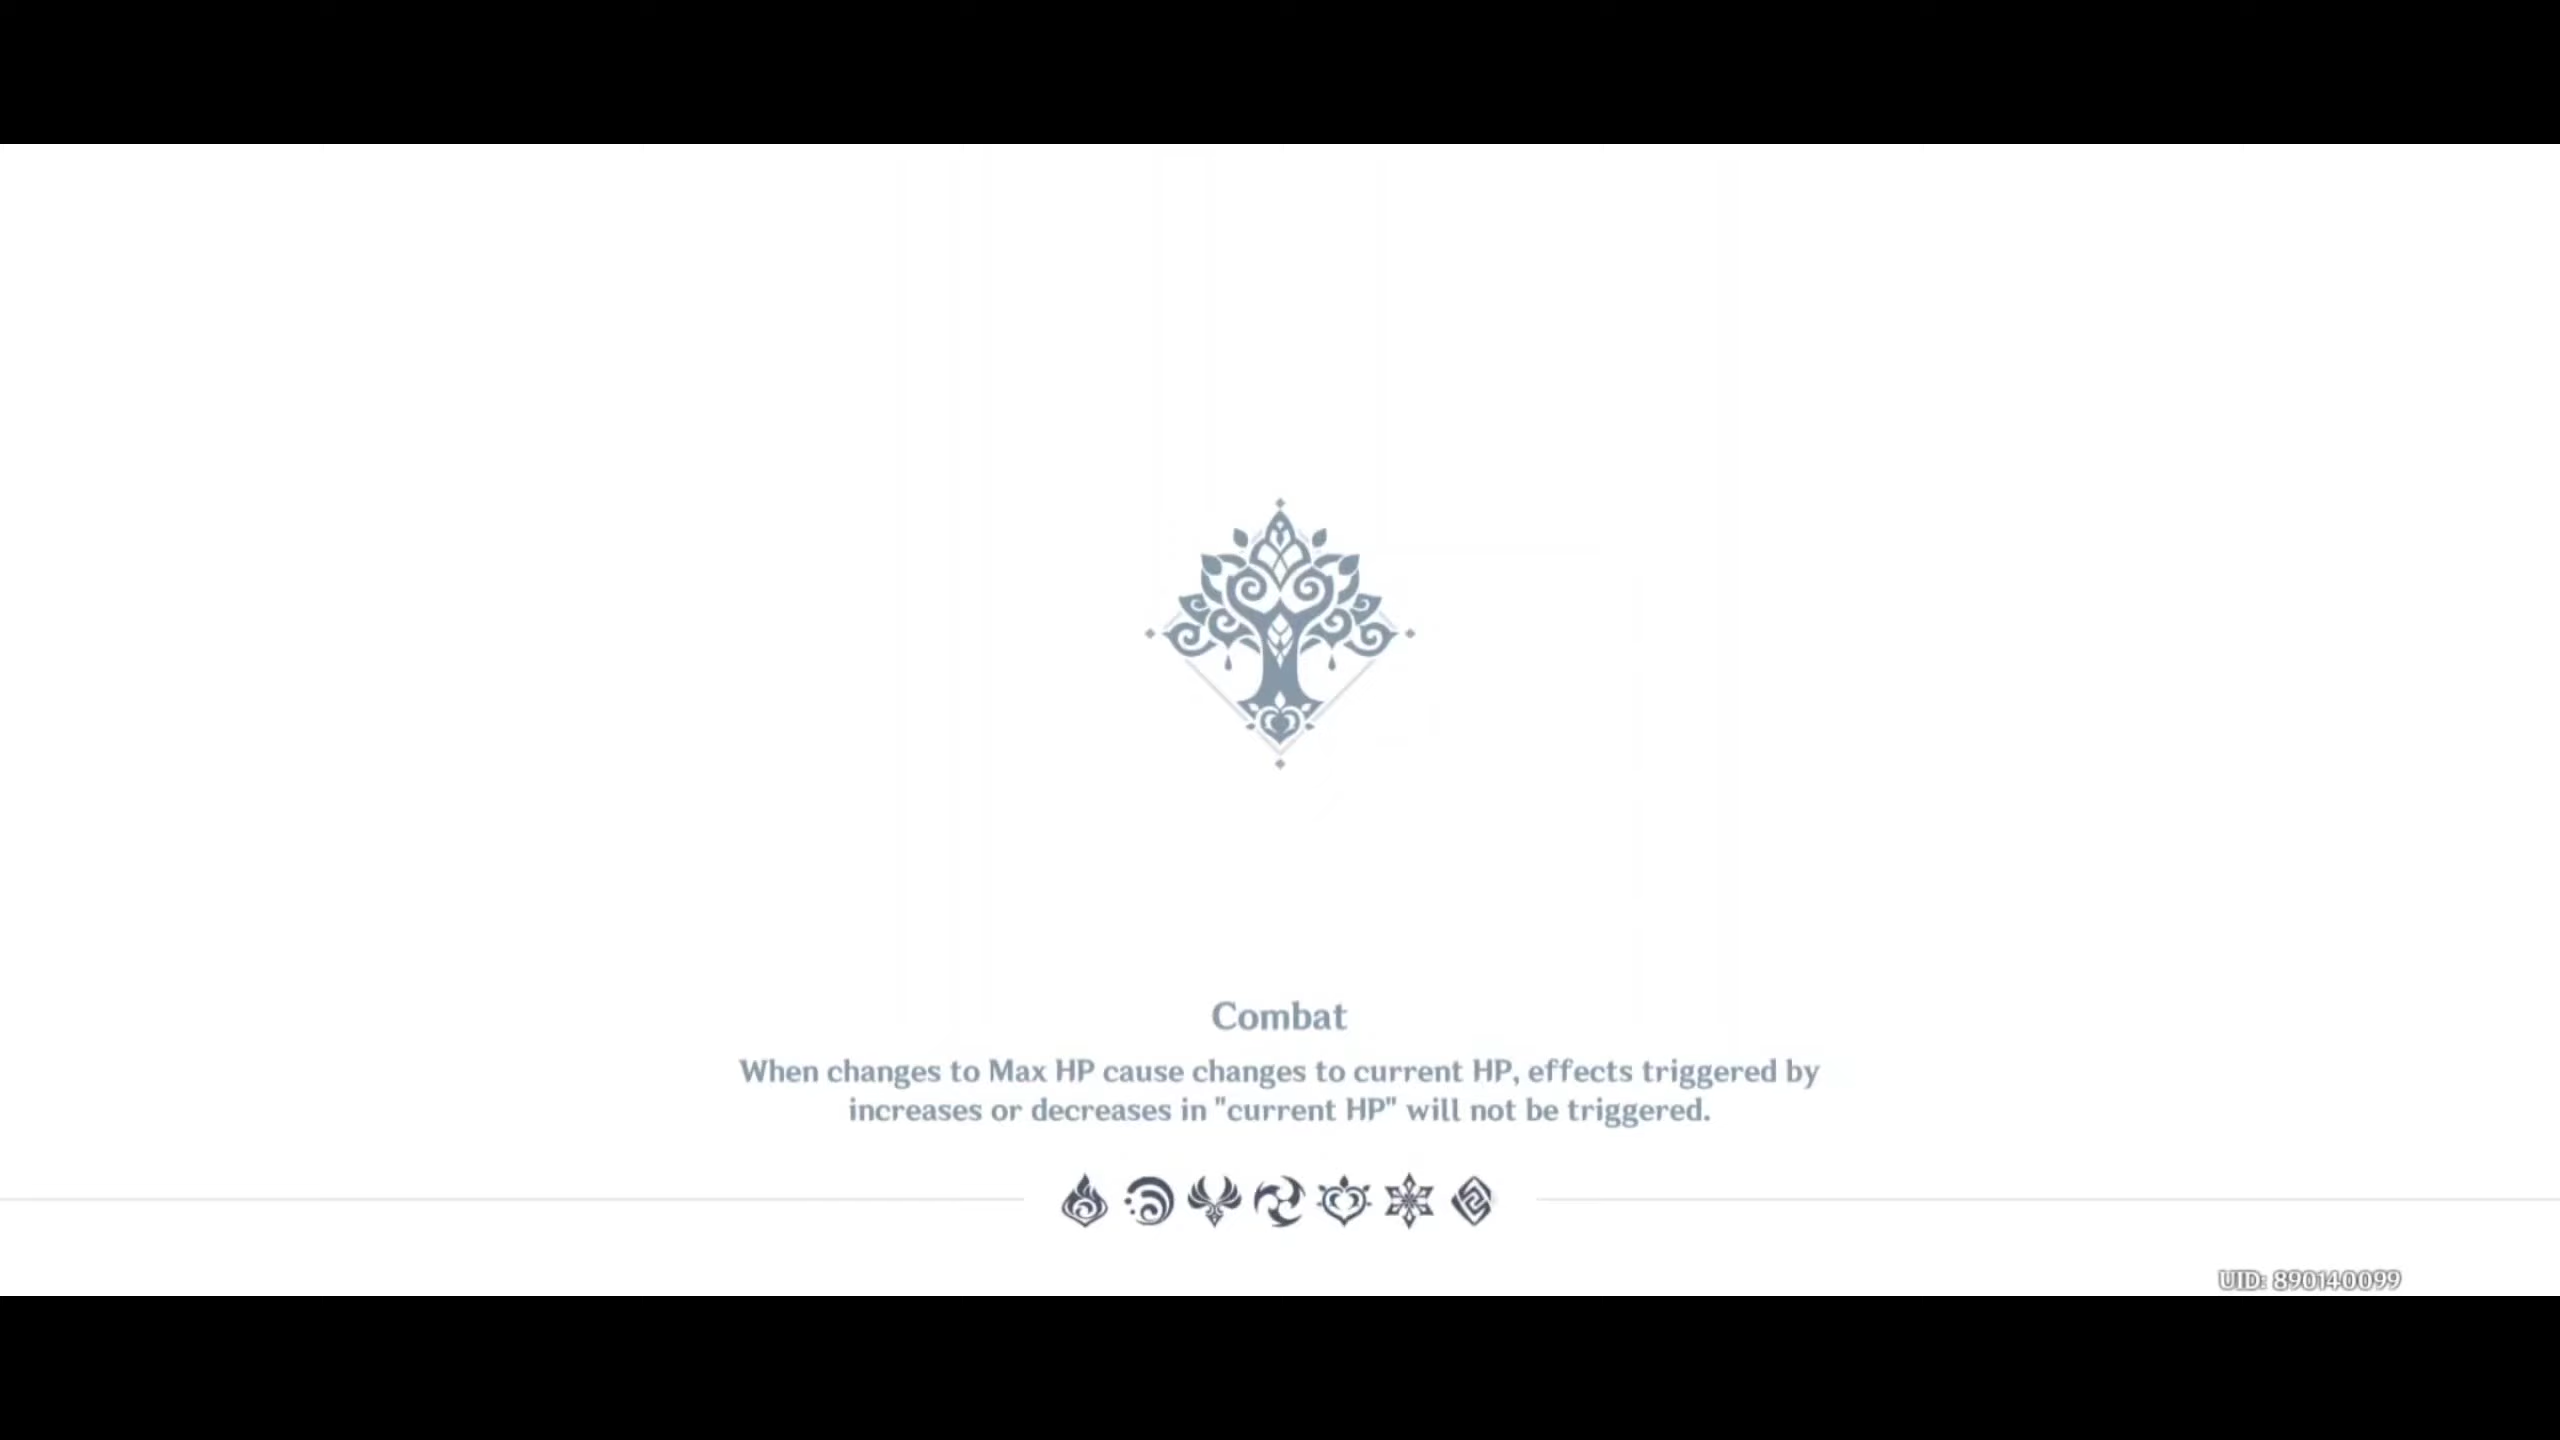 Combat
When changes to Max HP cause changes to current HP, effects triggered by
increases or decreases in "current HP" will not be triggered.
UID: 890140099